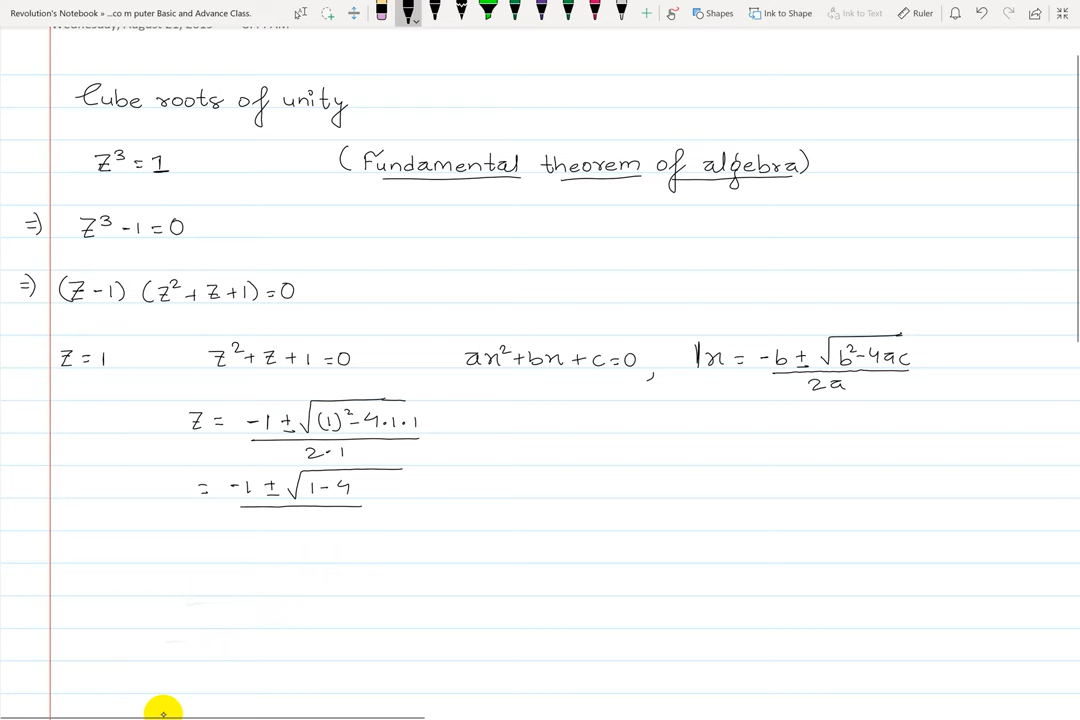 Revolution's Notebook » ...co m puter Basic and Advance Class.
Shapes
Ink to Shape
Ink to Text
Ruler
Cube roots of unity
z³ = 1 (Fundamental theorem of algebra)
=) z³ - 1 = 0
=) (z - 1) (z² + z + 1) = 0
z = 1 z² + z + 1 = 0 ax² + bx + c = 0, x = (-b ± √(b² - 4ac)) / 2a
z = (-1 ± √((1)² - 4·1·1)) / 2·1
= -1 ± √(1 - 4